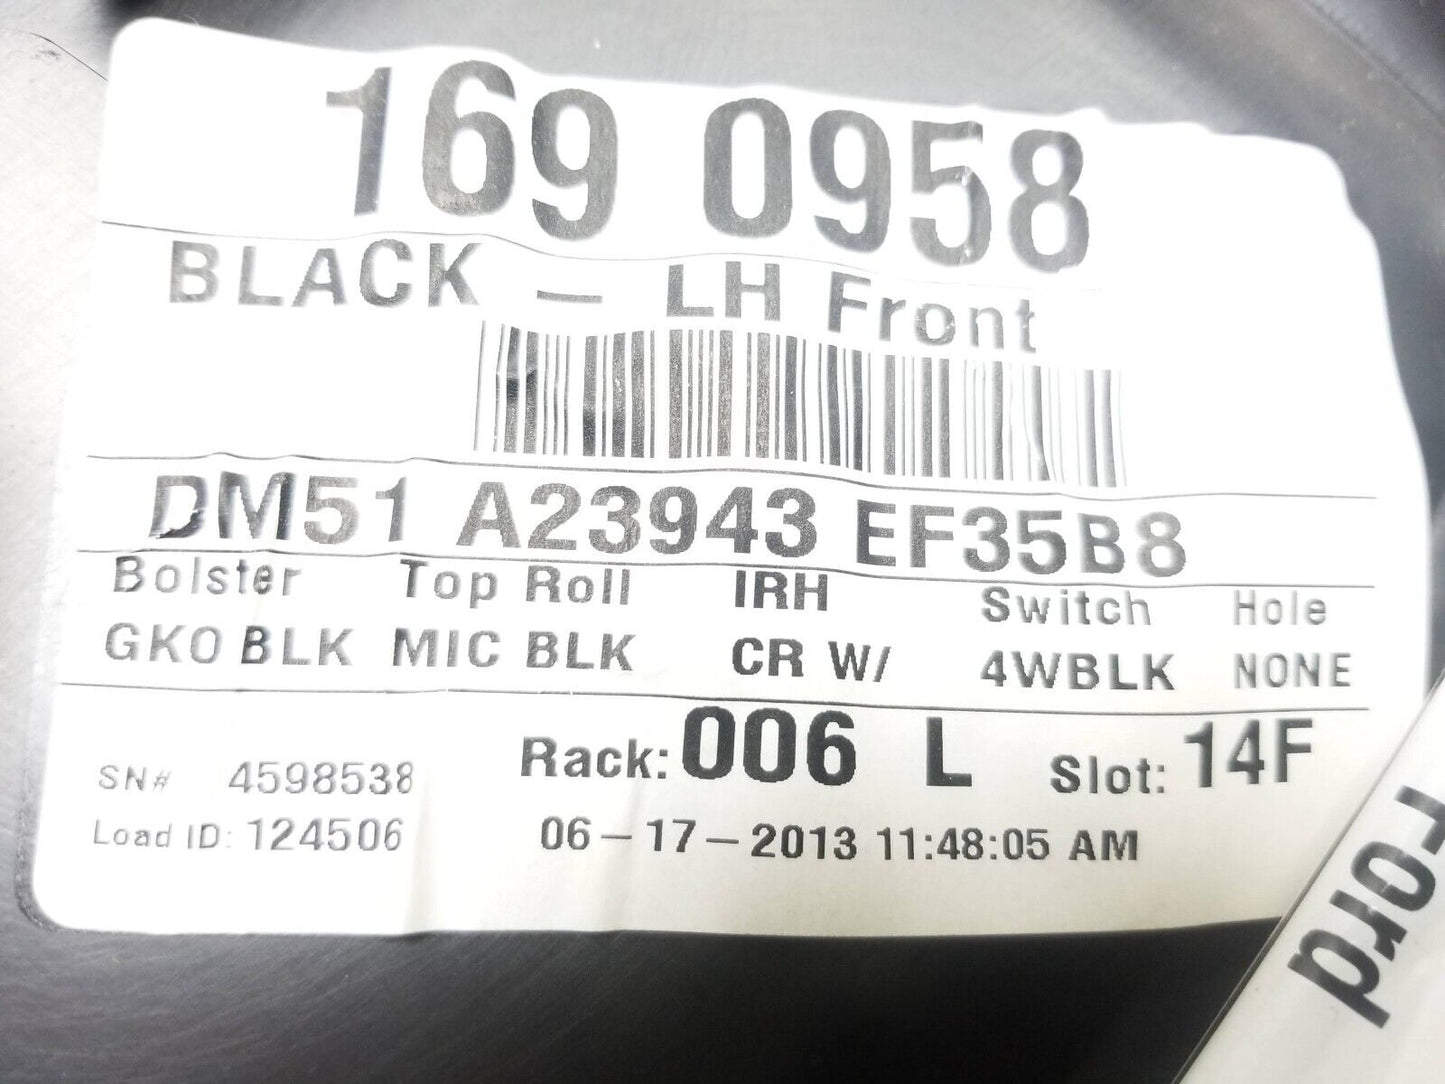 169 0958
BLACK - LH Front
DM51 A23943 EF35B8
Bolster Top Roll IRH Switch Hole
GKO BLK MIC BLK CR W/ 4WBLK NONE
Rack: 006 L Slot: 14F
SN# 4598538
Load ID: 124506
06-17-2013 11:48:05 AM
Ford